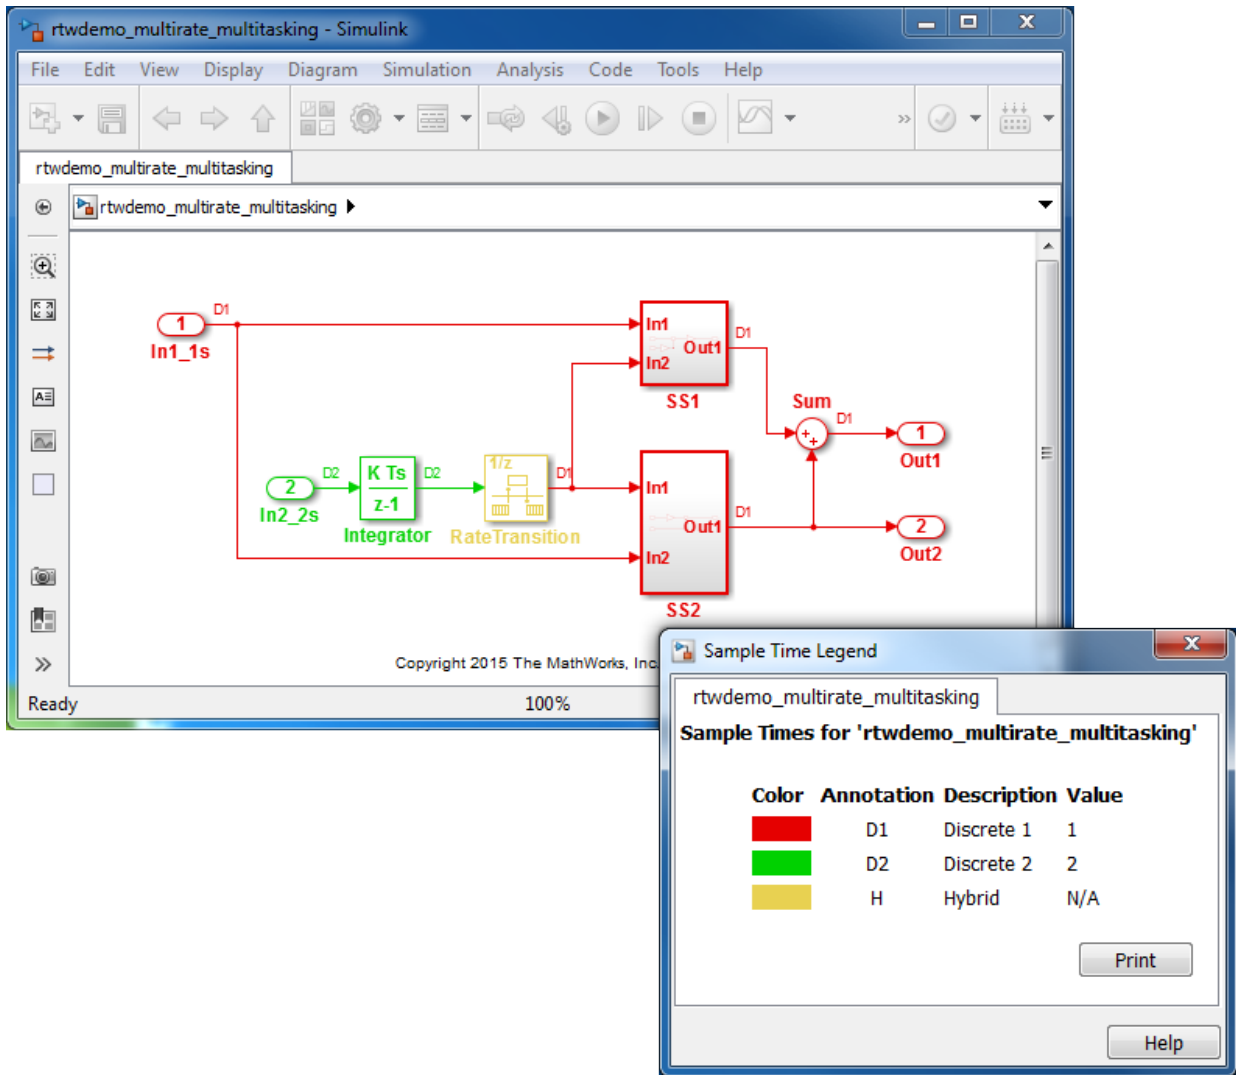 rtwdemo_multirate_multitasking - Simulink
File Edit View Display Diagram Simulation Analysis Code Tools Help
rtwdemo_multirate_multitasking
rtwdemo_multirate_multitasking
1
In1_1s
D1
In1
In2
Out1
SS1
D1
Sum
D1
1
Out1
2
In2_2s
D2
K Ts
z-1
Integrator
D2
1/z
RateTransition
D1
In1
In2
Out1
SS2
D1
2
Out2
Copyright 2015 The MathWorks, Inc.
Ready 100%
Sample Time Legend
rtwdemo_multirate_multitasking
Sample Times for 'rtwdemo_multirate_multitasking'
Color Annotation Description Value
D1 Discrete 1 1
D2 Discrete 2 2
H Hybrid N/A
Print
Help